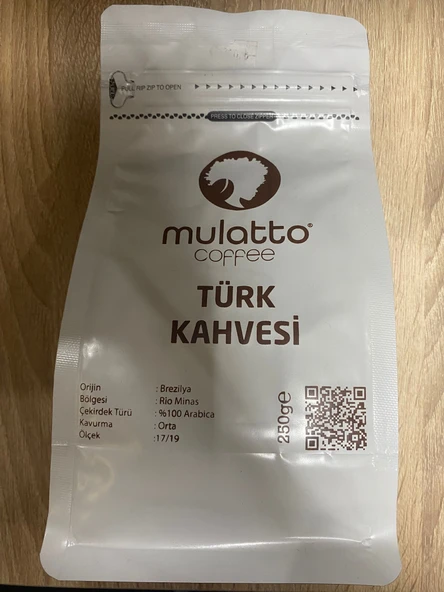 PULL RIP ZIP TO OPEN
PRESS TO CLOSE ZIPPER
mulatto®
coffee
TÜRK
KAHVESİ
Orijin : Brezilya
Bölgesi : Rio Minas
Çekirdek Türü : %100 Arabica
Kavurma : Orta
Ölçek :17/19
250g℮